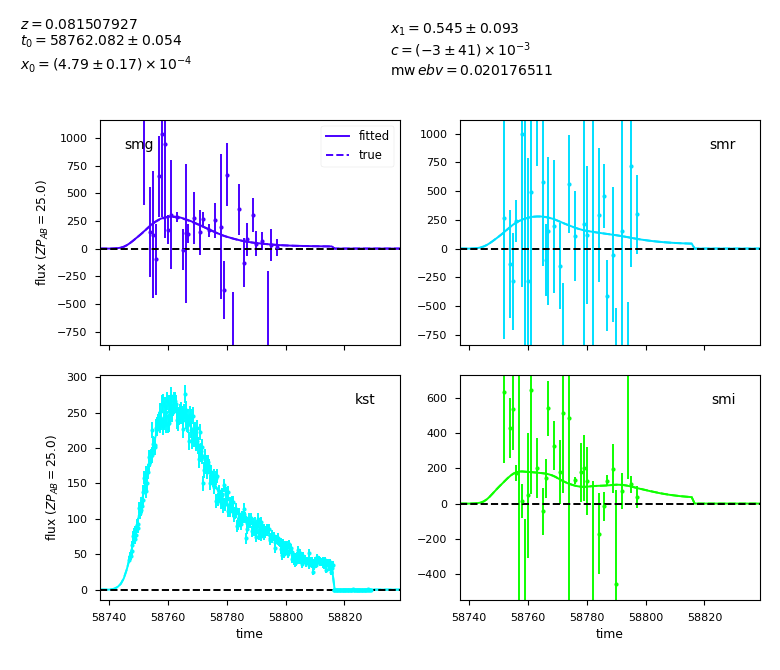 z = 0.081507927
t₀ = 58762.082 ± 0.054
x₀ = (4.79 ± 0.17) × 10⁻⁴
x₁ = 0.545 ± 0.093
c = (−3 ± 41) × 10⁻³
mw ebv = 0.020176511
smg
fitted
true
flux (ZP_AB = 25.0)
1000
750
500
250
0
−250
−500
−750
smr
1000
750
500
250
0
−250
−500
−750
kst
flux (ZP_AB = 25.0)
300
250
200
150
100
50
0
58740 58760 58780 58800 58820
time
smi
600
400
200
0
−200
−400
58740 58760 58780 58800 58820
time